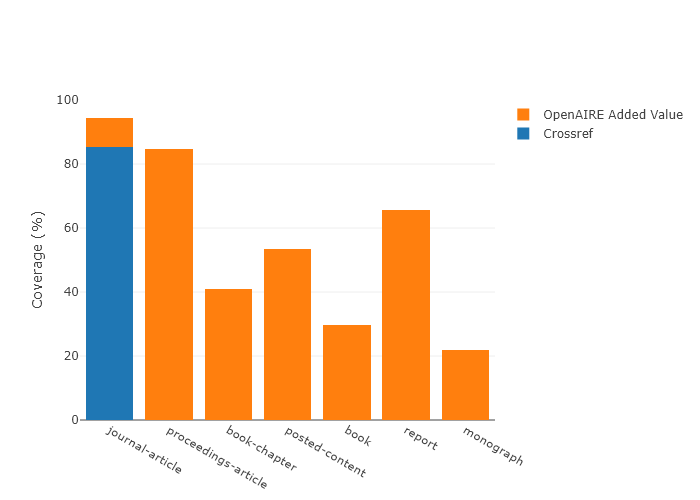 100
80
60
40
20
0
Coverage (%)
journal-article
proceedings-article
book-chapter
posted-content
book
report
monograph
OpenAIRE Added Value
Crossref